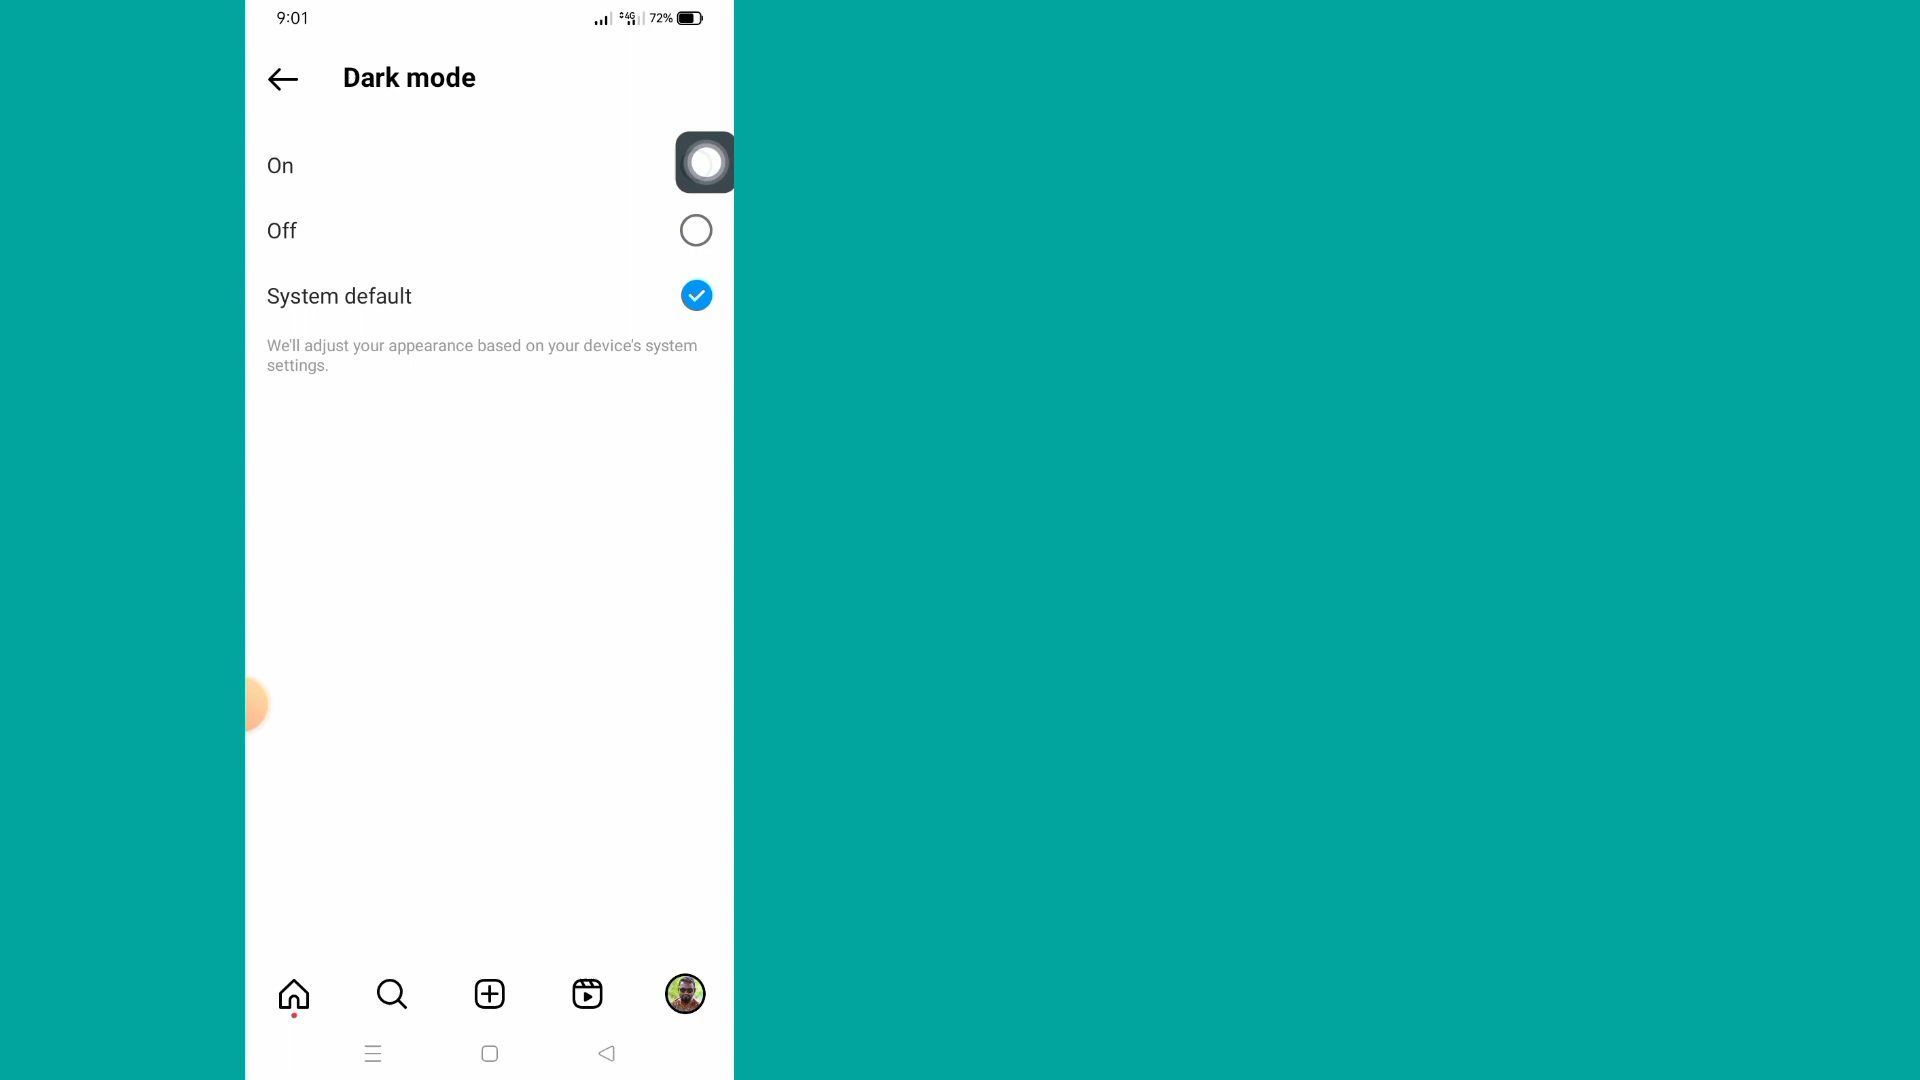 9:01 4G 72%
Dark mode
On
Off
System default
We'll adjust your appearance based on your device's system
settings.